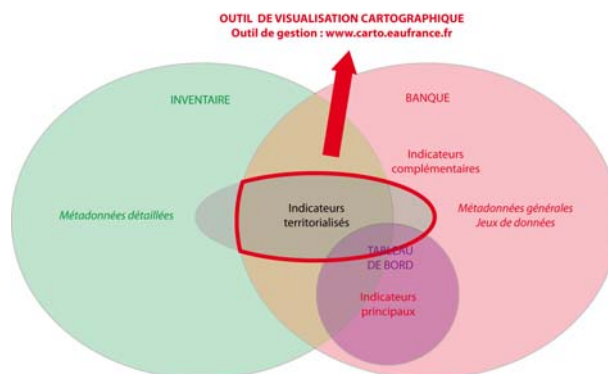 OUTIL DE VISUALISATION CARTOGRAPHIQUE
Outil de gestion : www.carto.eaufrance.fr
INVENTAIRE
BANQUE
Indicateurs
complémentaires
Métadonnées détaillées
Indicateurs
territorialisés
Métadonnées générales
Jeux de données
TABLEAU
DE BORD
Indicateurs
principaux